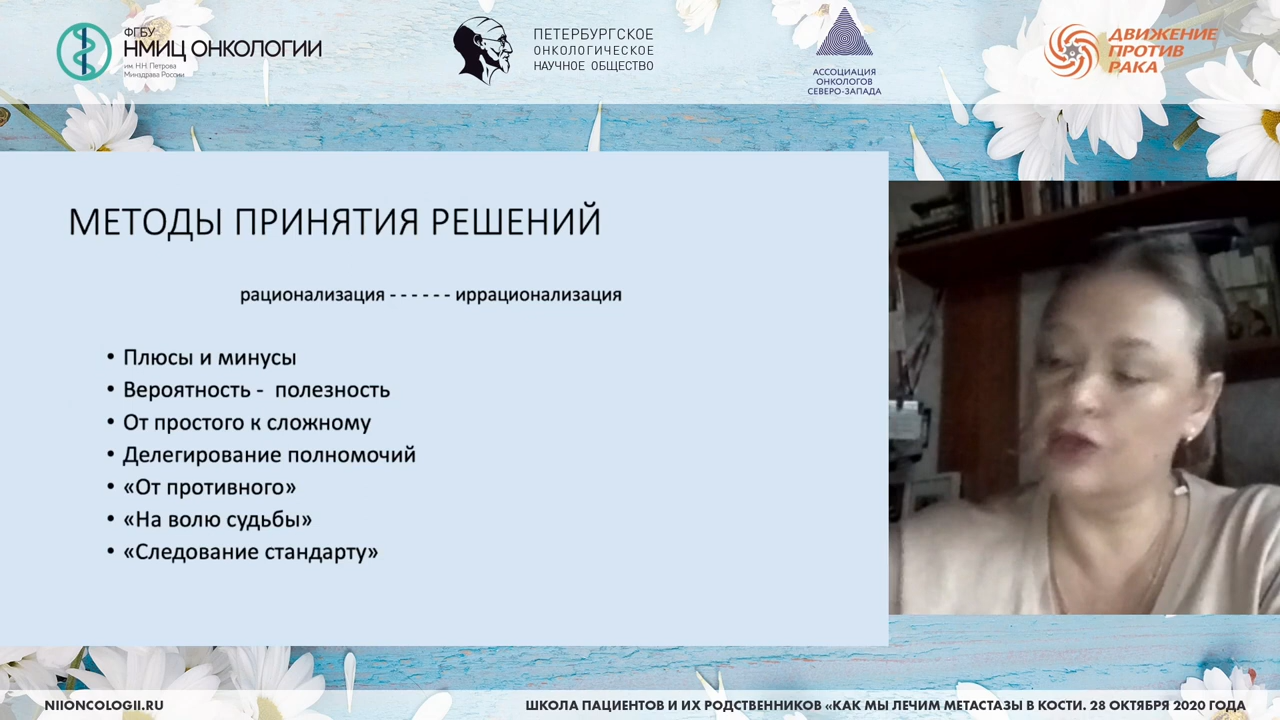 ФГБУ
НМИЦ ОНКОЛОГИИ
им. Н.Н. Петрова
Минздрава России
ПЕТЕРБУРГСКОЕ
ОНКОЛОГИЧЕСКОЕ
НАУЧНОЕ ОБЩЕСТВО
АССОЦИАЦИЯ
ОНКОЛОГОВ
СЕВЕРО-ЗАПАДА
ДВИЖЕНИЕ
ПРОТИВ
РАКА
МЕТОДЫ ПРИНЯТИЯ РЕШЕНИЙ
рационализация - - - - - - иррационализация
• Плюсы и минусы
• Вероятность - полезность
• От простого к сложному
• Делегирование полномочий
• «От противного»
• «На волю судьбы»
• «Следование стандарту»
NIIONCOLOGII.RU
ШКОЛА ПАЦИЕНТОВ И ИХ РОДСТВЕННИКОВ «КАК МЫ ЛЕЧИМ МЕТАСТАЗЫ В КОСТИ. 28 ОКТЯБРЯ 2020 ГОДА